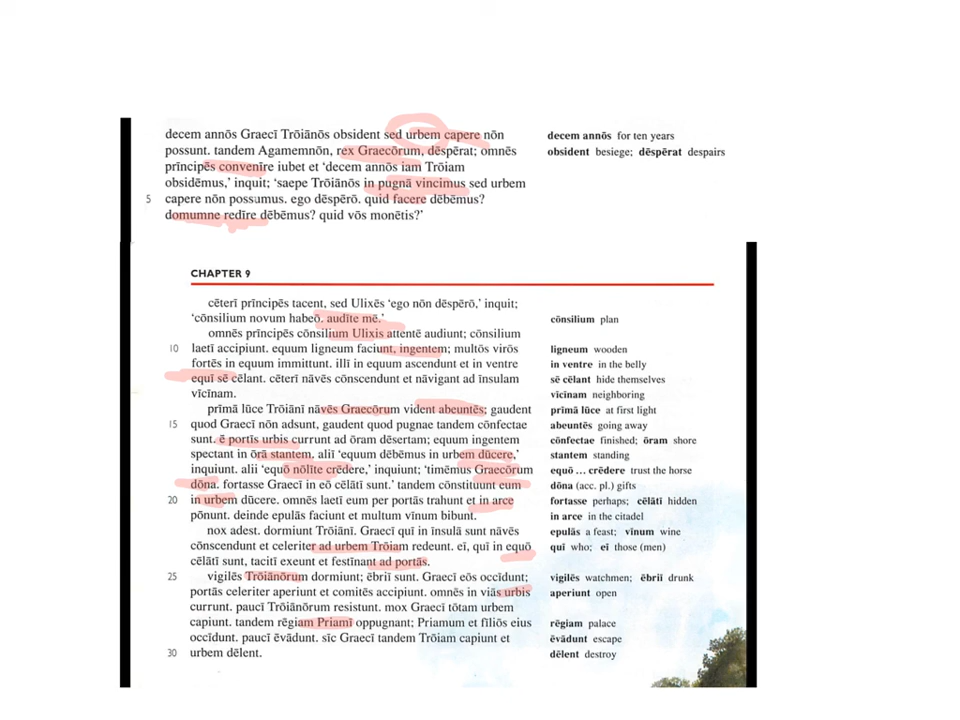 decem annōs Graecī Trōiānōs obsident sed urbem capere nōn
possunt. tandem Agamemnōn, rex Graecōrum, dēspērat; omnēs
prīncipēs convenīre iubet et ‘decem annōs iam Trōiam
obsidēmus,’ inquit; ‘saepe Trōiānōs in pugnā vincimus sed urbem
5 capere nōn possumus. ego dēspērō. quid facere dēbēmus?
domumne redīre dēbēmus? quid vōs monētis?’
decem annōs for ten years
obsident besiege; dēspērat despairs
CHAPTER 9
cēterī prīncipēs tacent, sed Ulixēs ‘ego nōn dēspērō,’ inquit;
‘cōnsilium novum habeō. audīte mē.’
omnēs prīncipēs cōnsilium Ulixis attentē audiunt; cōnsilium
10 laetī accipiunt. equum ligneum faciunt, ingentem; multōs virōs
fortēs in equum immittunt. illī in equum ascendunt et in ventre
equī sē cēlant. cēterī nāvēs cōnscendunt et nāvigant ad īnsulam
vīcīnam.
prīmā lūce Trōiānī nāvēs Graecōrum vident abeuntēs; gaudent
15 quod Graecī nōn adsunt, gaudent quod pugnae tandem cōnfectae
sunt. ē portīs urbis currunt ad ōram dēsertam; equum ingentem
spectant in ōrā stantem. aliī ‘equum dēbēmus in urbem dūcere,’
inquiunt. aliī ‘equō nōlīte crēdere,’ inquiunt; ‘timēmus Graecōrum
dōna. fortasse Graecī in eō cēlātī sunt.’ tandem cōnstituunt eum
20 in urbem dūcere. omnēs laetī eum per portās trahunt et in arce
pōnunt. deinde epulās faciunt et multum vīnum bibunt.
nox adest. dormiunt Trōiānī. Graecī quī in īnsulā sunt nāvēs
cōnscendunt et celeriter ad urbem Trōiam redeunt. eī, quī in equō
cēlātī sunt, tacitī exeunt et festīnant ad portās.
25 vigilēs Trōiānōrum dormiunt; ēbriī sunt. Graecī eōs occīdunt;
portās celeriter aperiunt et comitēs accipiunt. omnēs in viās urbis
currunt. paucī Trōiānōrum resistunt. mox Graecī tōtam urbem
capiunt. tandem rēgiam Priamī oppugnant; Priamum et fīliōs eius
occīdunt. paucī ēvādunt. sīc Graecī tandem Trōiam capiunt et
30 urbem dēlent.
cōnsilium plan
ligneum wooden
in ventre in the belly
sē cēlant hide themselves
vīcīnam neighboring
prīmā lūce at first light
abeuntēs going away
cōnfectae finished; ōram shore
stantem standing
equō ... crēdere trust the horse
dōna (acc. pl.) gifts
fortasse perhaps; cēlātī hidden
in arce in the citadel
epulās a feast; vīnum wine
quī who; eī those (men)
vigilēs watchmen; ēbriī drunk
aperiunt open
rēgiam palace
ēvādunt escape
dēlent destroy